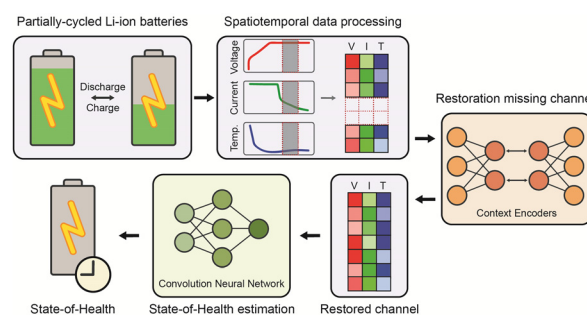 Partially-cycled Li-ion batteries
Discharge
Charge
Spatiotemporal data processing
Voltage
Current
Temp.
V I T
Restoration missing channel
Context Encoders
V I T
Restored channel
Convolution Neural Network
State-of-Health estimation
State-of-Health